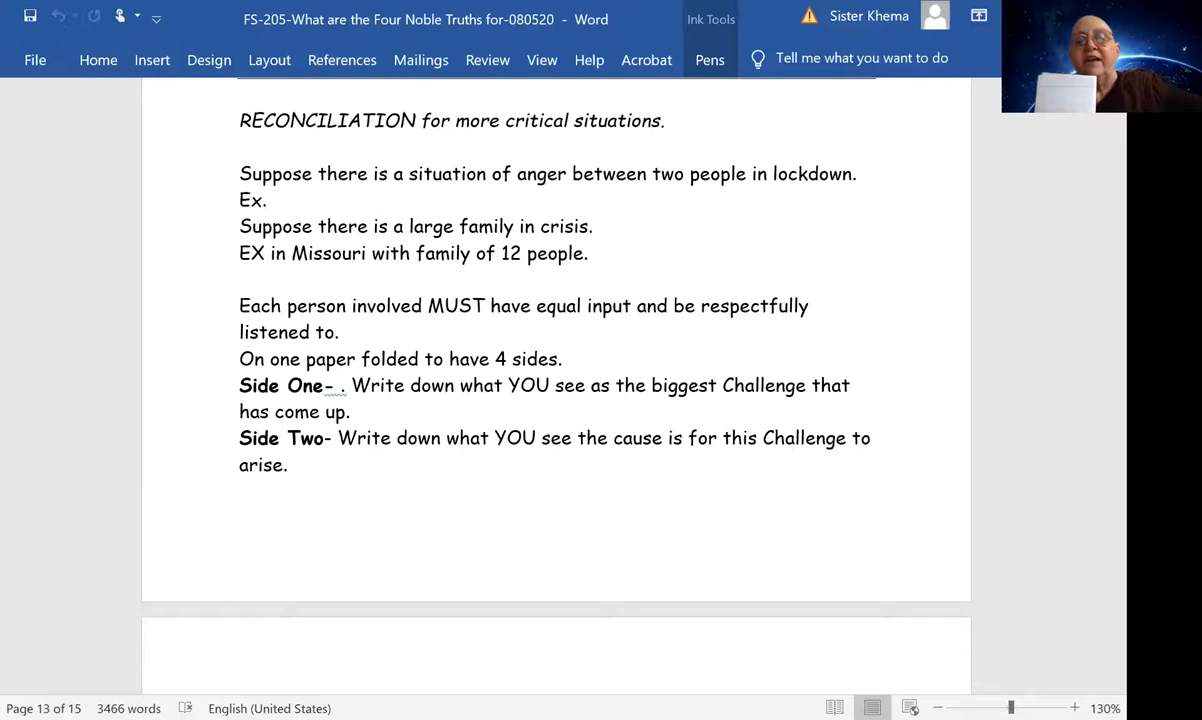 FS-205-What are the Four Noble Truths for-080520 - Word
Ink Tools
Sister Khema
File Home Insert Design Layout References Mailings Review View Help Acrobat Pens Tell me what you want to do
RECONCILIATION for more critical situations.
Suppose there is a situation of anger between two people in lockdown.
Ex.
Suppose there is a large family in crisis.
EX in Missouri with family of 12 people.
Each person involved MUST have equal input and be respectfully
listened to.
On one paper folded to have 4 sides.
Side One- . Write down what YOU see as the biggest Challenge that
has come up.
Side Two- Write down what YOU see the cause is for this Challenge to
arise.
Page 13 of 15 3466 words English (United States) 130%